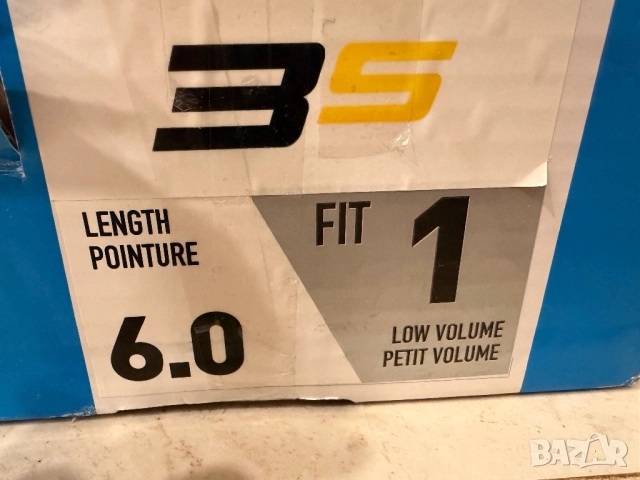 3S
LENGTH
POINTURE
6.0
FIT 1
LOW VOLUME
PETIT VOLUME
BAZAR